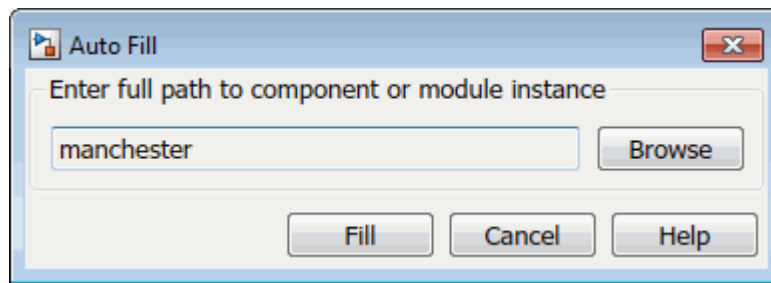 Auto Fill
Enter full path to component or module instance
manchester Browse
Fill Cancel Help